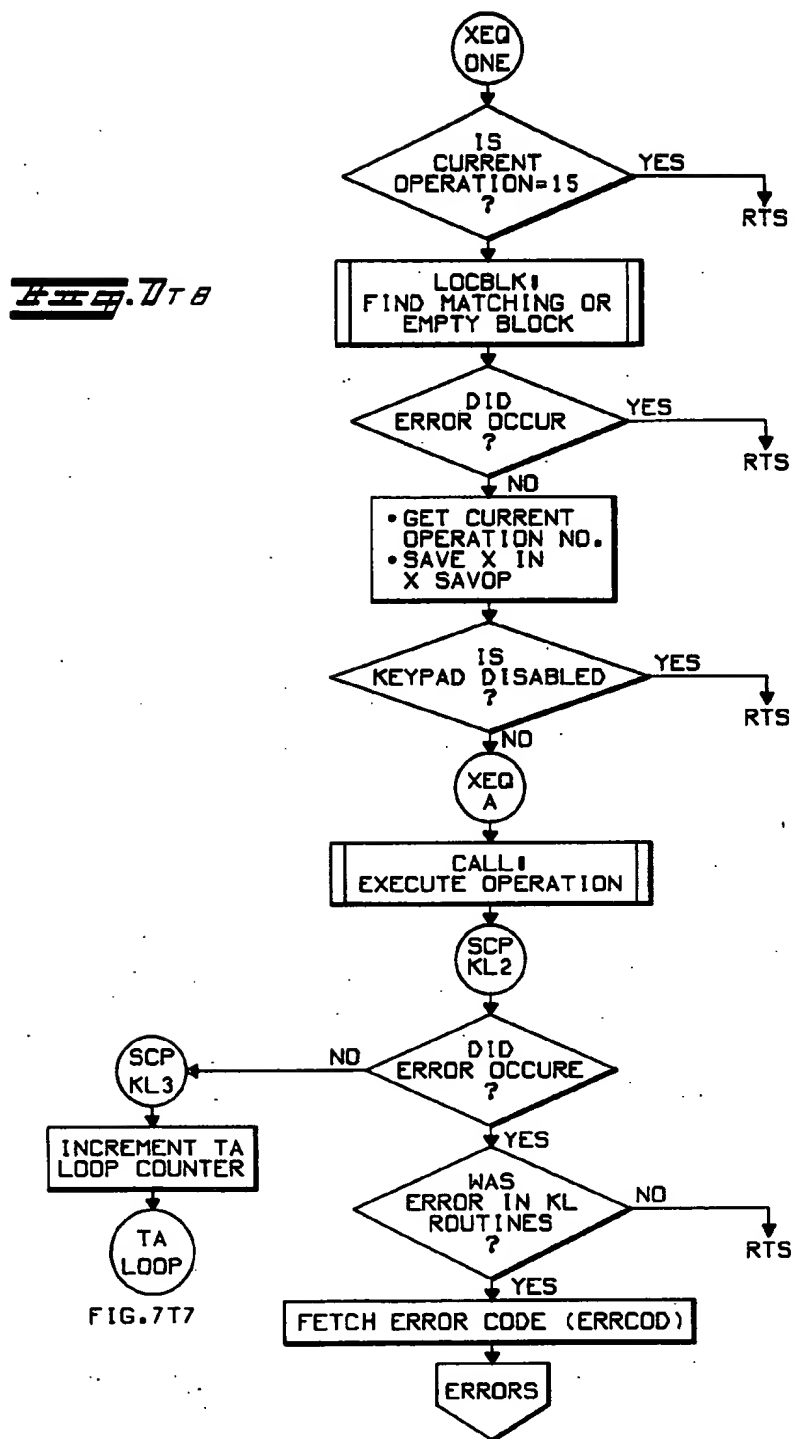 XEQ
ONE
IS
CURRENT
OPERATION=15
?
YES
RTS
Fig. 7T8
LOCBLK:
FIND MATCHING OR
EMPTY BLOCK
DID
ERROR OCCUR
?
YES
RTS
NO
•GET CURRENT
OPERATION NO.
•SAVE X IN
X SAVOP
IS
KEYPAD DISABLED
?
YES
RTS
NO
XEQ
A
CALL:
EXECUTE OPERATION
SCP
KL2
DID
ERROR OCCURE
?
NO
SCP
KL3
INCREMENT TA
LOOP COUNTER
TA
LOOP
FIG.7T7
YES
WAS
ERROR IN KL
ROUTINES
?
NO
RTS
YES
FETCH ERROR CODE (ERRCOD)
ERRORS